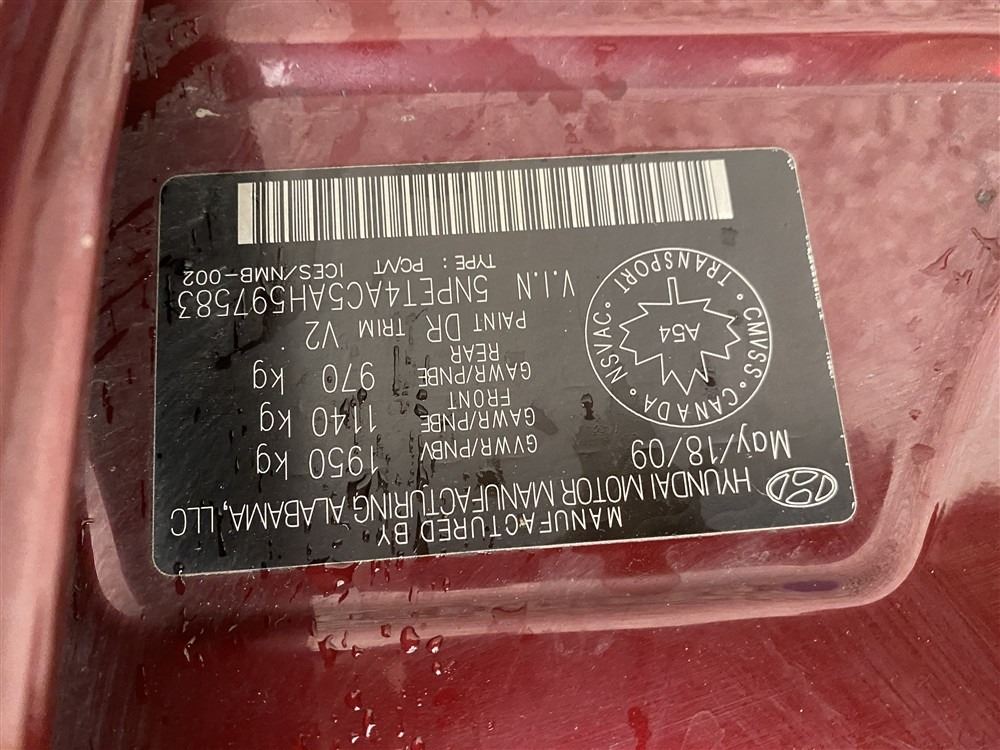 MANUFACTURED BY
HYUNDAI MOTOR MANUFACTURING ALABAMA, LLC
May/18/09
GVWR/PNBV 1950 kg
GAWR/PNBE FRONT 1140 kg
GAWR/PNBE REAR 970 kg
PAINT DR TRIM V2
V.I.N 5NPET4AC5AH597583
TYPE : PC/VT ICES/NMB-002
CMVSS • CANADA • NSVAC • TRANSPORT •
A54